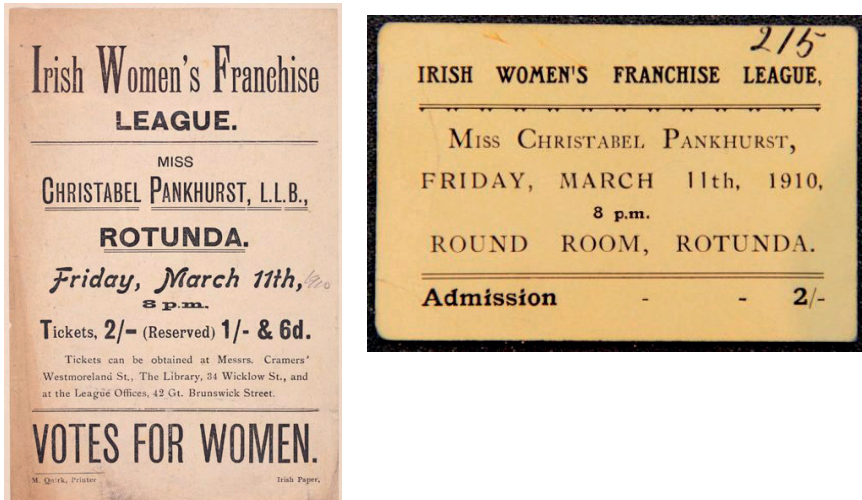 Irish Women's Franchise
LEAGUE.
MISS
CHRISTABEL PANKHURST, L.L.B.,
ROTUNDA.
Friday, March 11th, 1910
8 p.m.
Tickets, 2/- (Reserved) 1/- & 6d.
Tickets can be obtained at Messrs. Cramers'
Westmoreland St., The Library, 34 Wicklow St., and
at the League Offices, 42 Gt. Brunswick Street.
VOTES FOR WOMEN.
M. Quirk, Printer Irish Paper,
215
IRISH WOMEN'S FRANCHISE LEAGUE,
MISS CHRISTABEL PANKHURST,
FRIDAY, MARCH 11th, 1910,
8 p.m.
ROUND ROOM, ROTUNDA.
Admission - - 2/-